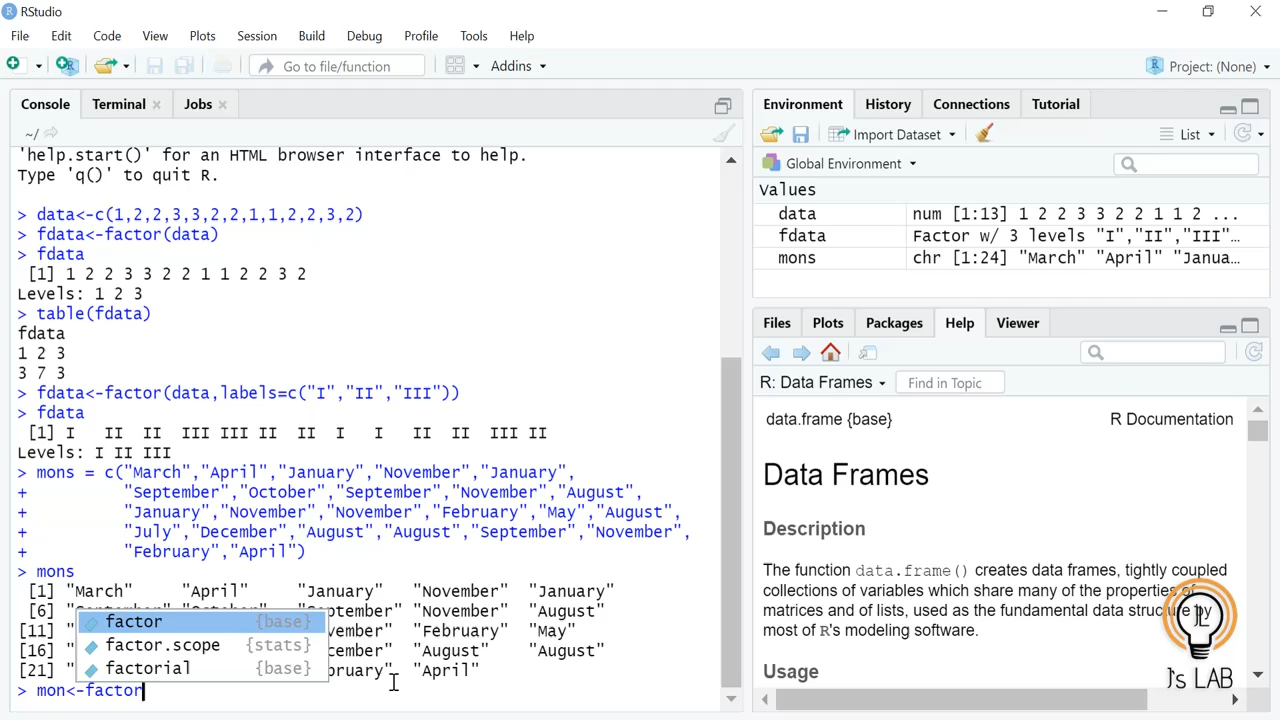 RStudio
File Edit Code View Plots Session Build Debug Profile Tools Help
Go to file/function Addins Project: (None)
Console Terminal Jobs
~/
'help.start()' for an HTML browser interface to help.
Type 'q()' to quit R.
> data<-c(1,2,2,3,3,2,2,1,1,2,2,3,2)
> fdata<-factor(data)
> fdata
[1] 1 2 2 3 3 2 2 1 1 2 2 3 2
Levels: 1 2 3
> table(fdata)
fdata
1 2 3
3 7 3
> fdata<-factor(data,labels=c("I","II","III"))
> fdata
[1] I II II III III II II I I II II III II
Levels: I II III
> mons = c("March","April","January","November","January",
+ "September","October","September","November","August",
+ "January","November","November","February","May","August",
+ "July","December","August","August","September","November",
+ "February","April")
> mons
[1] "March" "April" "January" "November" "January"
[6] "September" "October" "September" "November" "August"
[11] "vember" "February" "May"
[16] "cember" "August" "August"
[21] "bruary" "April"
factor {base}
factor.scope {stats}
factorial {base}
> mon<-factor
Environment History Connections Tutorial
Import Dataset List
Global Environment
Values
data num [1:13] 1 2 2 3 3 2 2 1 1 2 ...
fdata Factor w/ 3 levels "I","II","III"…
mons chr [1:24] "March" "April" "Janua…
Files Plots Packages Help Viewer
R: Data Frames Find in Topic
data.frame {base} R Documentation
Data Frames
Description
The function data.frame() creates data frames, tightly coupled
collections of variables which share many of the properties of
matrices and of lists, used as the fundamental data structure by
most of R's modeling software.
Usage
J's LAB